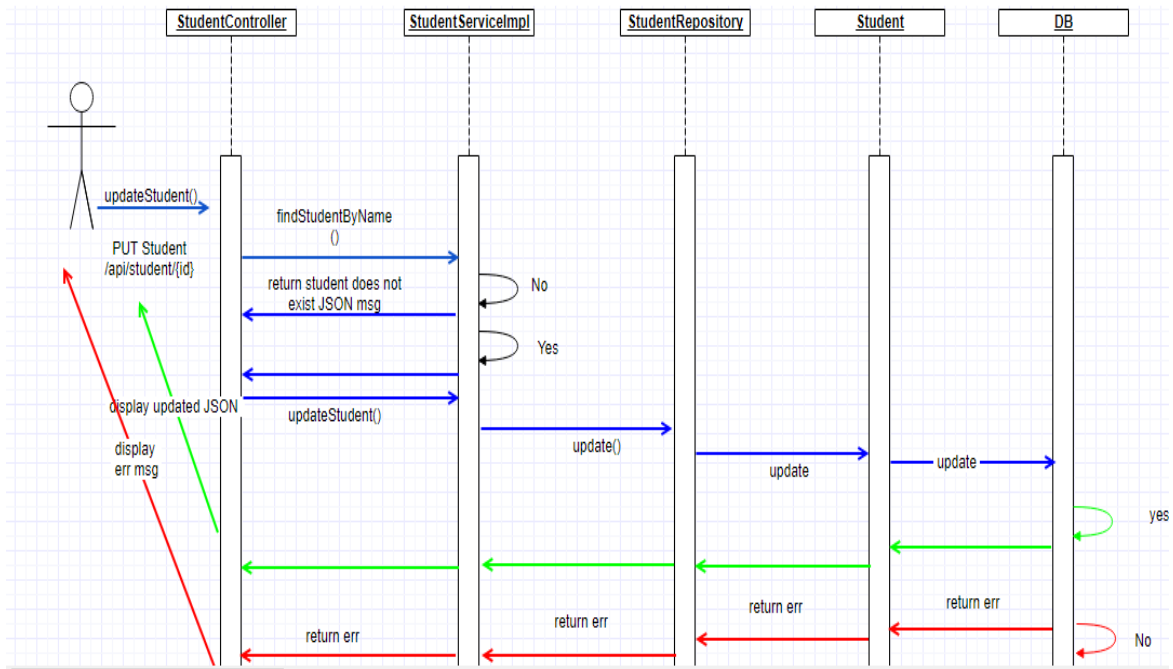 StudentController
StudentServiceImpl
StudentRepository
Student
DB
updateStudent()
findStudentByName
()
PUT Student
/api/student/{id}
return student does not
exist JSON msg
No
Yes
display updated JSON
updateStudent()
display
err msg
update()
update
update
yes
return err
return err
return err
return err
No